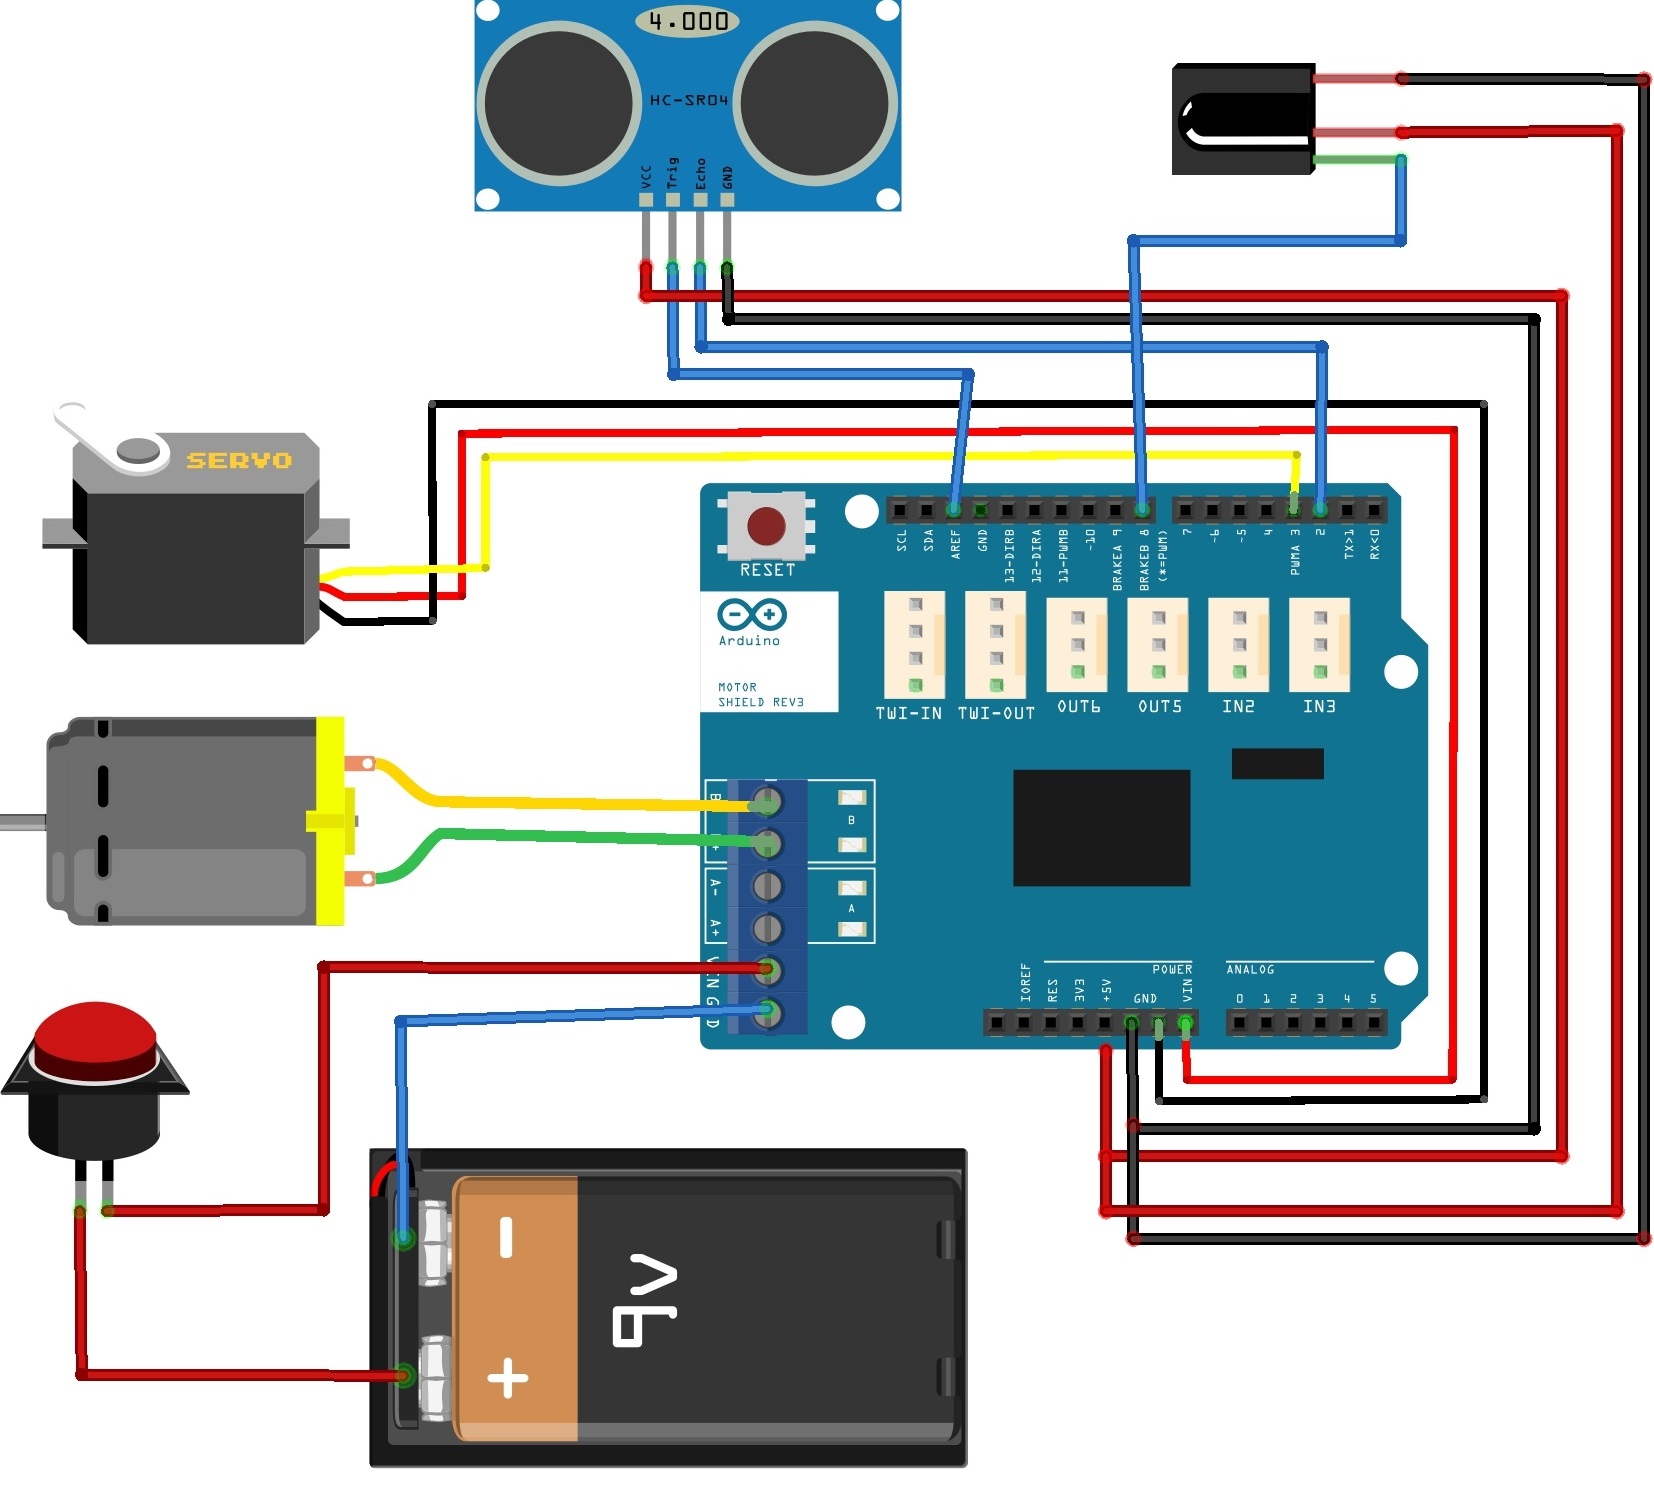 4.000
HC-SR04
VCC
Trig
Echo
GND
SERVO
RESET
Arduino
MOTOR
SHIELD REV3
SCL
SDA
AREF
GND
13-DIRB
12-DIRA
11-PWMB
~10
BRAKEA 9
BRAKEB 8
(*=PWM)
7
~6
~5
4
PWMA 3
2
TX>1
RX<0
TWI-IN
TWI-OUT
OUT6
OUT5
IN2
IN3
B
A-
A
A+
IOREF
RES
3V3
+5V
POWER
GND
VIN
ANALOG
0
1
2
3
4
5
-
+
9V